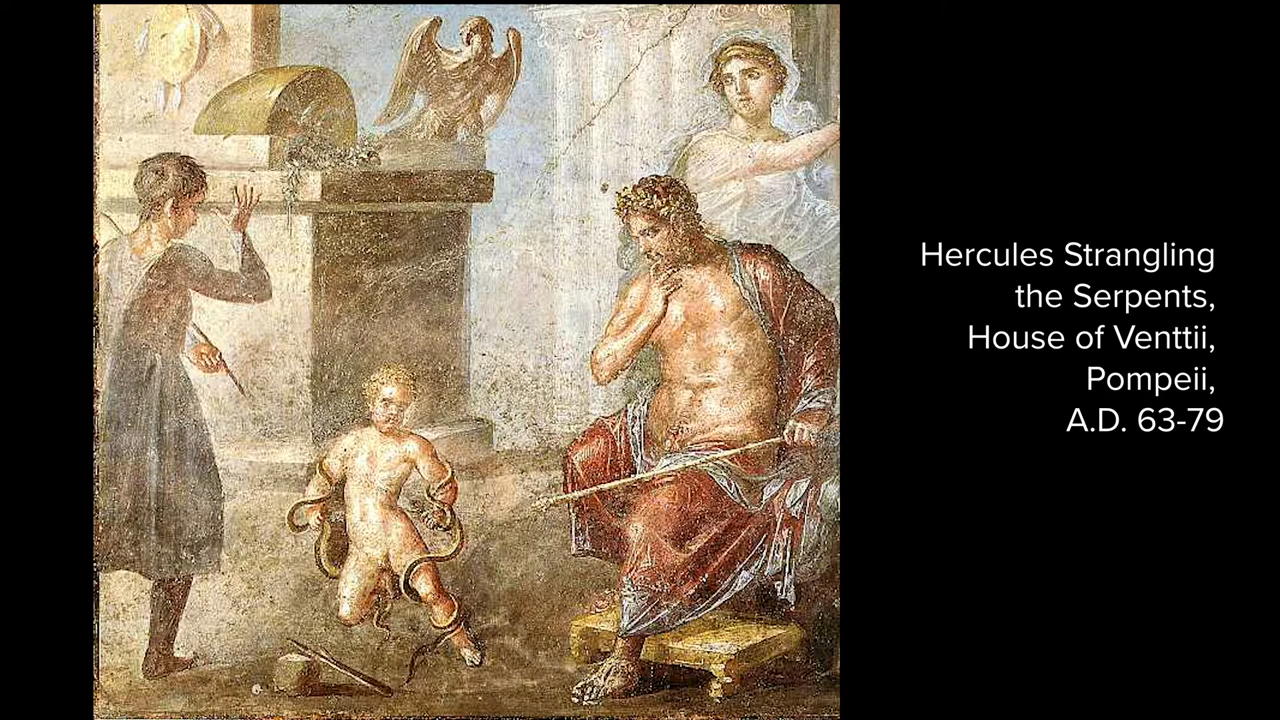 Hercules Strangling
the Serpents,
House of Venttii,
Pompeii,
A.D. 63-79